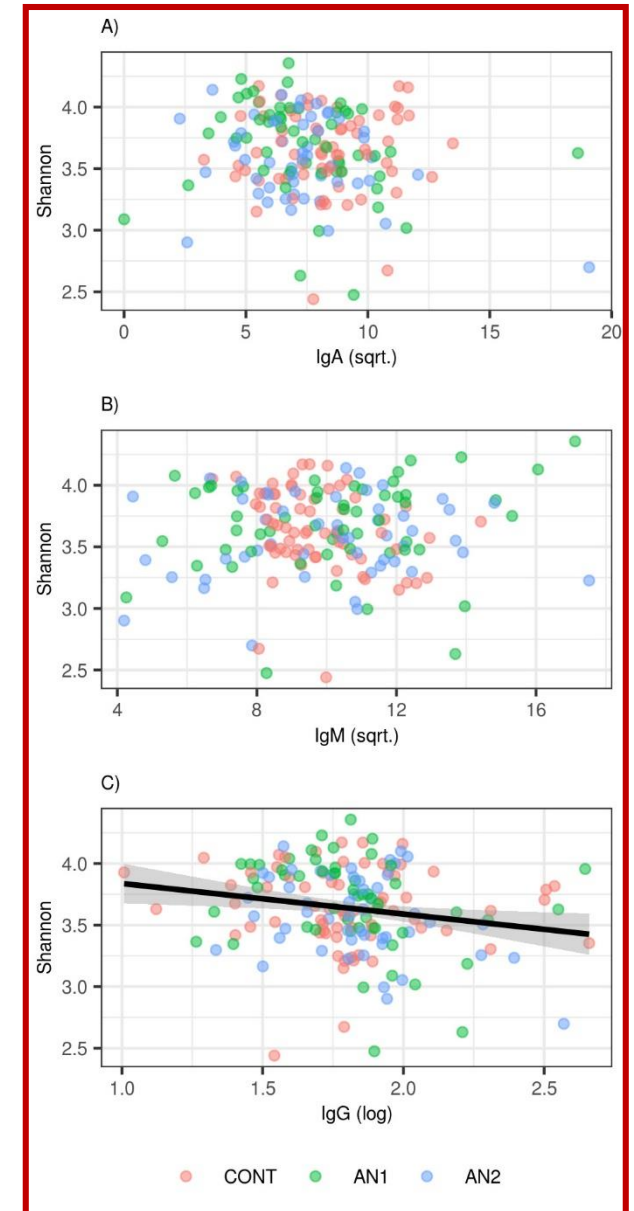 A)
Shannon
4.0
3.5
3.0
2.5
0 5 10 15 20
IgA (sqrt.)
B)
Shannon
4.0
3.5
3.0
2.5
4 8 12 16
IgM (sqrt.)
C)
Shannon
4.0
3.5
3.0
2.5
1.0 1.5 2.0 2.5
IgG (log)
CONT AN1 AN2